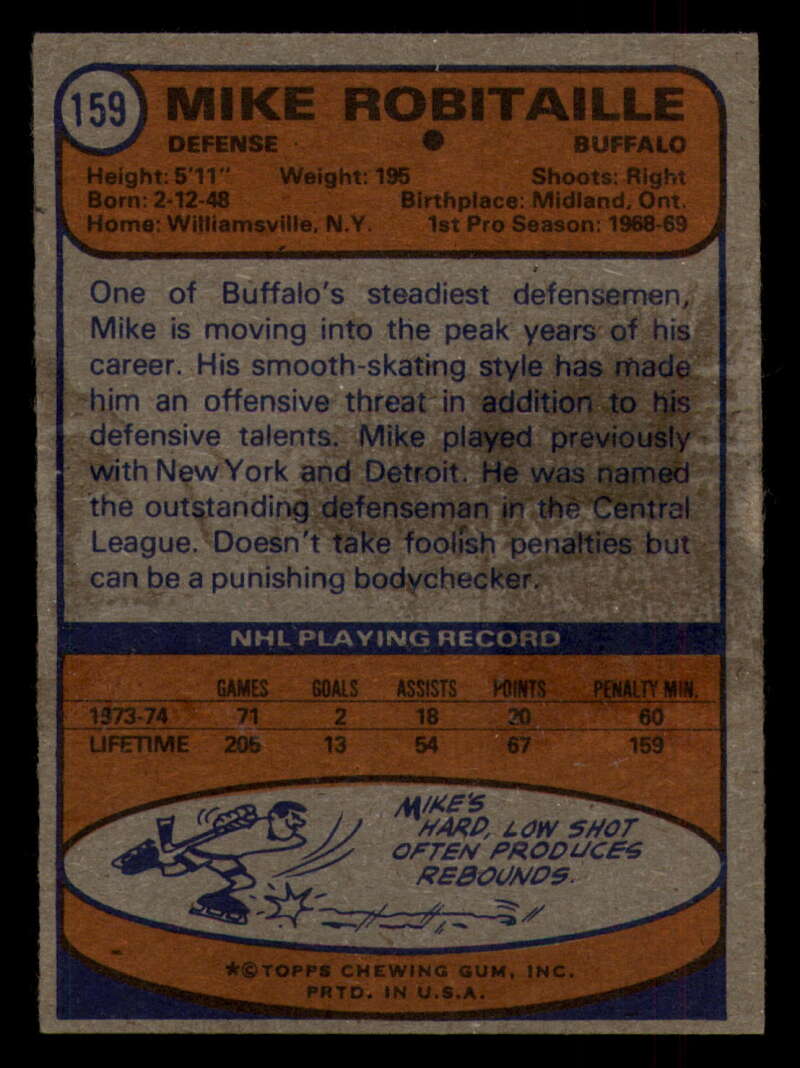 159
MIKE ROBITAILLE
DEFENSE • BUFFALO
Height: 5'11" Weight: 195 Shoots: Right
Born: 2-12-48 Birthplace: Midland, Ont.
Home: Williamsville, N.Y. 1st Pro Season: 1968-69
One of Buffalo's steadiest defensemen,
Mike is moving into the peak years of his
career. His smooth-skating style has made
him an offensive threat in addition to his
defensive talents. Mike played previously
with New York and Detroit. He was named
the outstanding defenseman in the Central
League. Doesn't take foolish penalties but
can be a punishing bodychecker.
NHL PLAYING RECORD
GAMES GOALS ASSISTS POINTS PENALTY MIN.
1973-74 71 2 18 20 60
LIFETIME 206 13 54 67 159
MIKE'S
HARD, LOW SHOT
OFTEN PRODUCES
REBOUNDS.
*© TOPPS CHEWING GUM, INC.
PRTD. IN U.S.A.